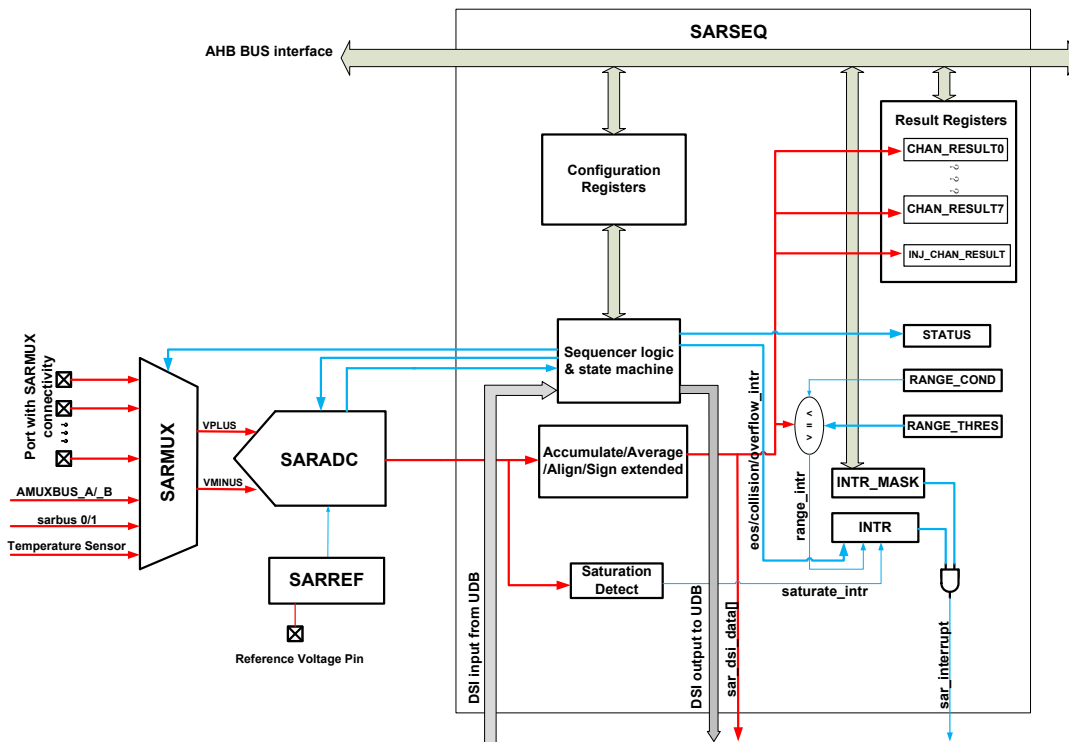 SARSEQ
AHB BUS interface
Result Registers
CHAN_RESULT0
CHAN_RESULT7
INJ_CHAN_RESULT
Configuration
Registers
STATUS
Sequencer logic
& state machine
RANGE_COND
RANGE_THRES
< = >
Port with SARMUX
connectivity
SARMUX
VPLUS
VMINUS
SARADC
Accumulate/Average
/Align/Sign extended
eos/collision/overflow_intr
range_intr
INTR_MASK
INTR
AMUXBUS_A/_B
sarbus 0/1
Temperature Sensor
SARREF
Saturation
Detect
saturate_intr
Reference Voltage Pin
DSI input from UDB
DSI output to UDB
sar_dsi_data[]
sar_interrupt